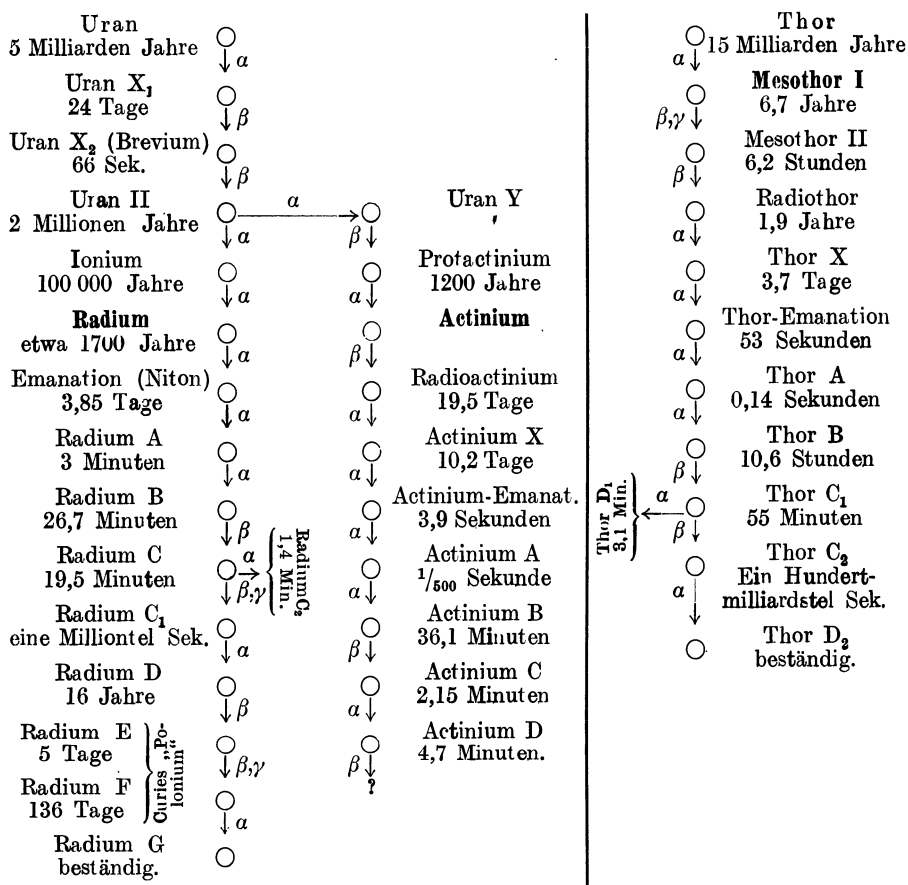 Uran
5 Milliarden Jahre
α
Uran X₁
24 Tage
β
Uran X₂ (Brevium)
66 Sek.
β
Uran II
2 Millionen Jahre
α
α
Ionium
100 000 Jahre
α
Radium
etwa 1700 Jahre
α
Emanation (Niton)
3,85 Tage
α
Radium A
3 Minuten
α
Radium B
26,7 Minuten
β
Radium C
19,5 Minuten
α
β,γ
Radium C₂
1,4 Min.
Radium C₁
eine Milliontel Sek.
α
Radium D
16 Jahre
β
Radium E
5 Tage
β,γ
Radium F
136 Tage
α
Curies „Po-
lonium“
Radium G
beständig.
Uran Y
β
Protactinium
1200 Jahre
α
Actinium
β
Radioactinium
19,5 Tage
α
Actinium X
10,2 Tage
α
Actinium-Emanat.
3,9 Sekunden
α
Actinium A
1/500 Sekunde
α
Actinium B
36,1 Minuten
β
Actinium C
2,15 Minuten
α
Actinium D
4,7 Minuten.
β
?
Thor
15 Milliarden Jahre
α
Mesothor I
6,7 Jahre
β,γ
Mesothor II
6,2 Stunden
β
Radiothor
1,9 Jahre
α
Thor X
3,7 Tage
α
Thor-Emanation
53 Sekunden
α
Thor A
0,14 Sekunden
α
Thor B
10,6 Stunden
β
Thor C₁
55 Minuten
α
β
Thor D₁
3,1 Min.
Thor C₂
Ein Hundert-
milliardstel Sek.
α
Thor D₂
beständig.